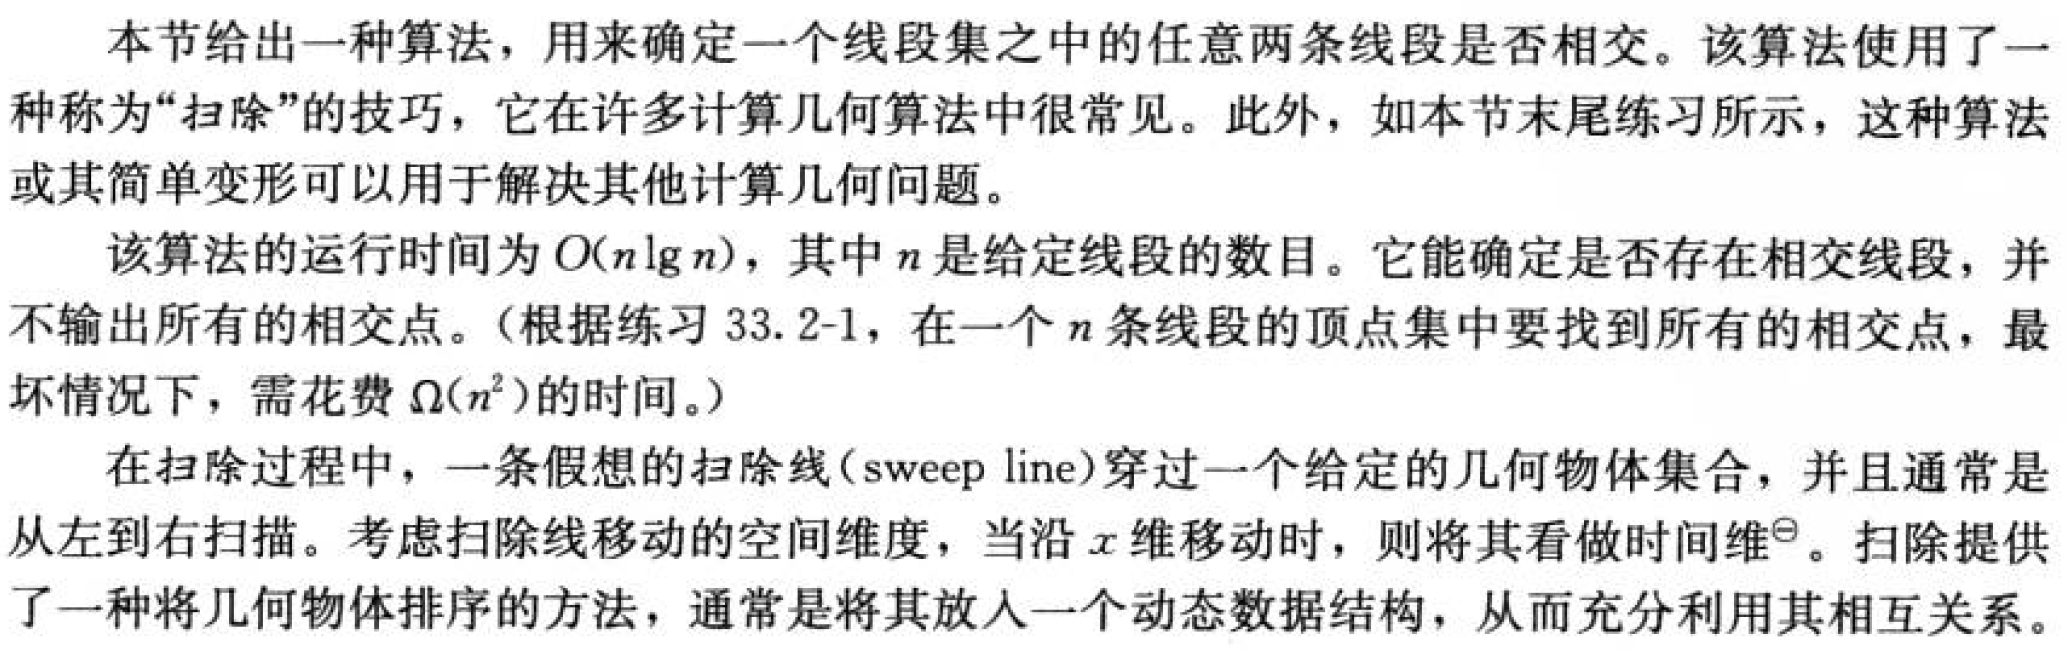 本节给出一种算法，用来确定一个线段集之中的任意两条线段是否相交。该算法使用了一
种称为“扫除”的技巧，它在许多计算几何算法中很常见。此外，如本节末尾练习所示，这种算法
或其简单变形可以用于解决其他计算几何问题。
该算法的运行时间为 O(n lg n)，其中 n 是给定线段的数目。它能确定是否存在相交线段，并
不输出所有的相交点。（根据练习 33.2-1，在一个 n 条线段的顶点集中要找到所有的相交点，最
坏情况下，需花费 Ω(n²)的时间。）
在扫除过程中，一条假想的扫除线(sweep line)穿过一个给定的几何物体集合，并且通常是
从左到右扫描。考虑扫除线移动的空间维度，当沿 x 维移动时，则将其看做时间维㊀。扫除提供
了一种将几何物体排序的方法，通常是将其放入一个动态数据结构，从而充分利用其相互关系。